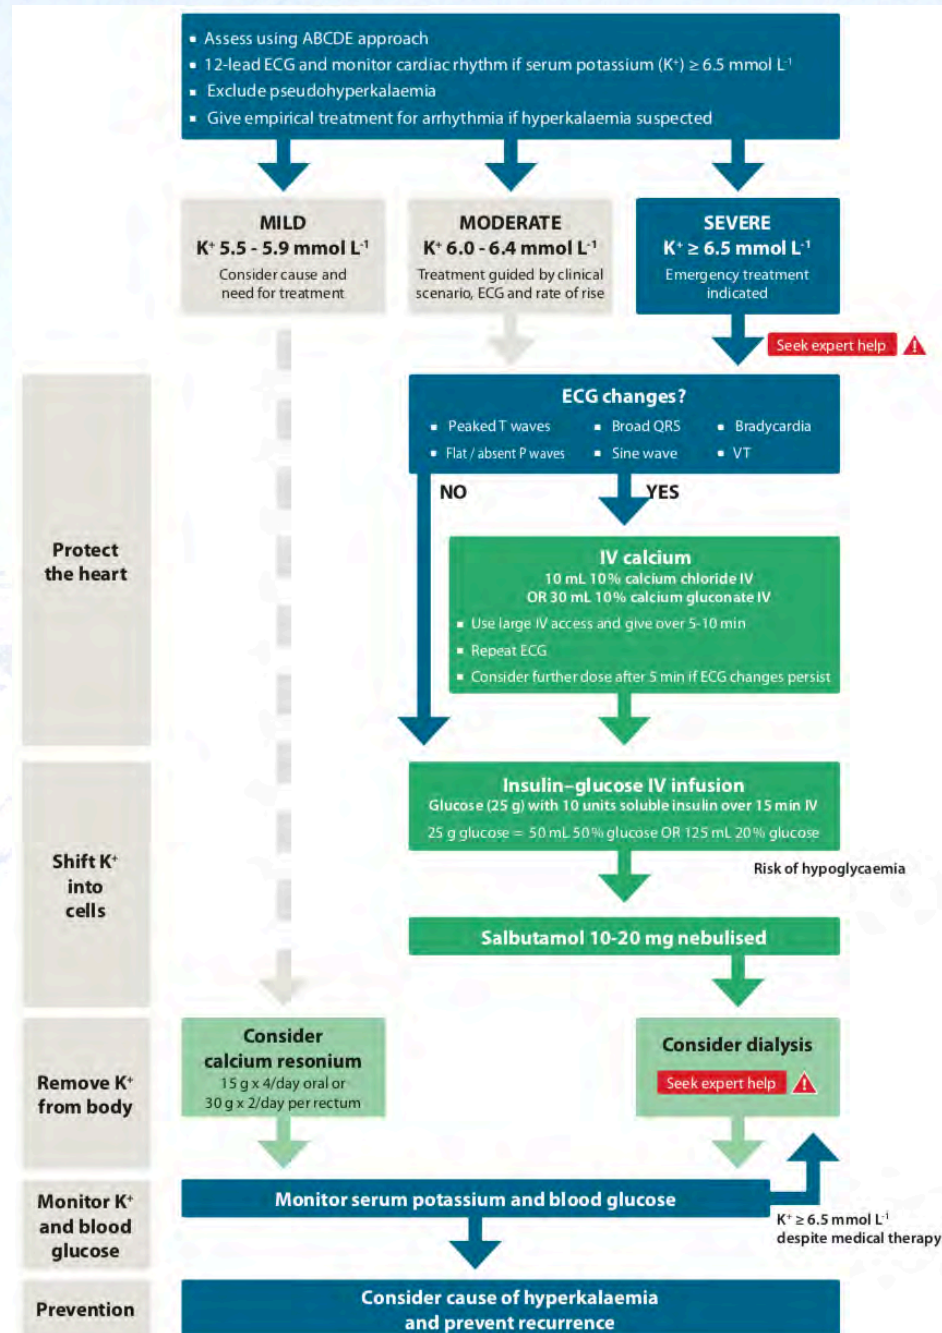 ▪ Assess using ABCDE approach
▪ 12-lead ECG and monitor cardiac rhythm if serum potassium (K⁺) ≥ 6.5 mmol L⁻¹
▪ Exclude pseudohyperkalaemia
▪ Give empirical treatment for arrhythmia if hyperkalaemia suspected
MILD
K⁺ 5.5 - 5.9 mmol L⁻¹
Consider cause and
need for treatment
MODERATE
K⁺ 6.0 - 6.4 mmol L⁻¹
Treatment guided by clinical
scenario, ECG and rate of rise
SEVERE
K⁺ ≥ 6.5 mmol L⁻¹
Emergency treatment
indicated
Seek expert help
Protect
the heart
ECG changes?
▪ Peaked T waves
▪ Broad QRS
▪ Bradycardia
▪ Flat / absent P waves
▪ Sine wave
▪ VT
NO
YES
IV calcium
10 mL 10% calcium chloride IV
OR 30 mL 10% calcium gluconate IV
▪ Use large IV access and give over 5-10 min
▪ Repeat ECG
▪ Consider further dose after 5 min if ECG changes persist
Shift K⁺
into
cells
Insulin–glucose IV infusion
Glucose (25 g) with 10 units soluble insulin over 15 min IV
25 g glucose = 50 mL 50% glucose OR 125 mL 20% glucose
Risk of hypoglycaemia
Salbutamol 10-20 mg nebulised
Remove K⁺
from body
Consider
calcium resonium
15 g x 4/day oral or
30 g x 2/day per rectum
Consider dialysis
Seek expert help
Monitor K⁺
and blood
glucose
Monitor serum potassium and blood glucose
K⁺ ≥ 6.5 mmol L⁻¹
despite medical therapy
Prevention
Consider cause of hyperkalaemia
and prevent recurrence